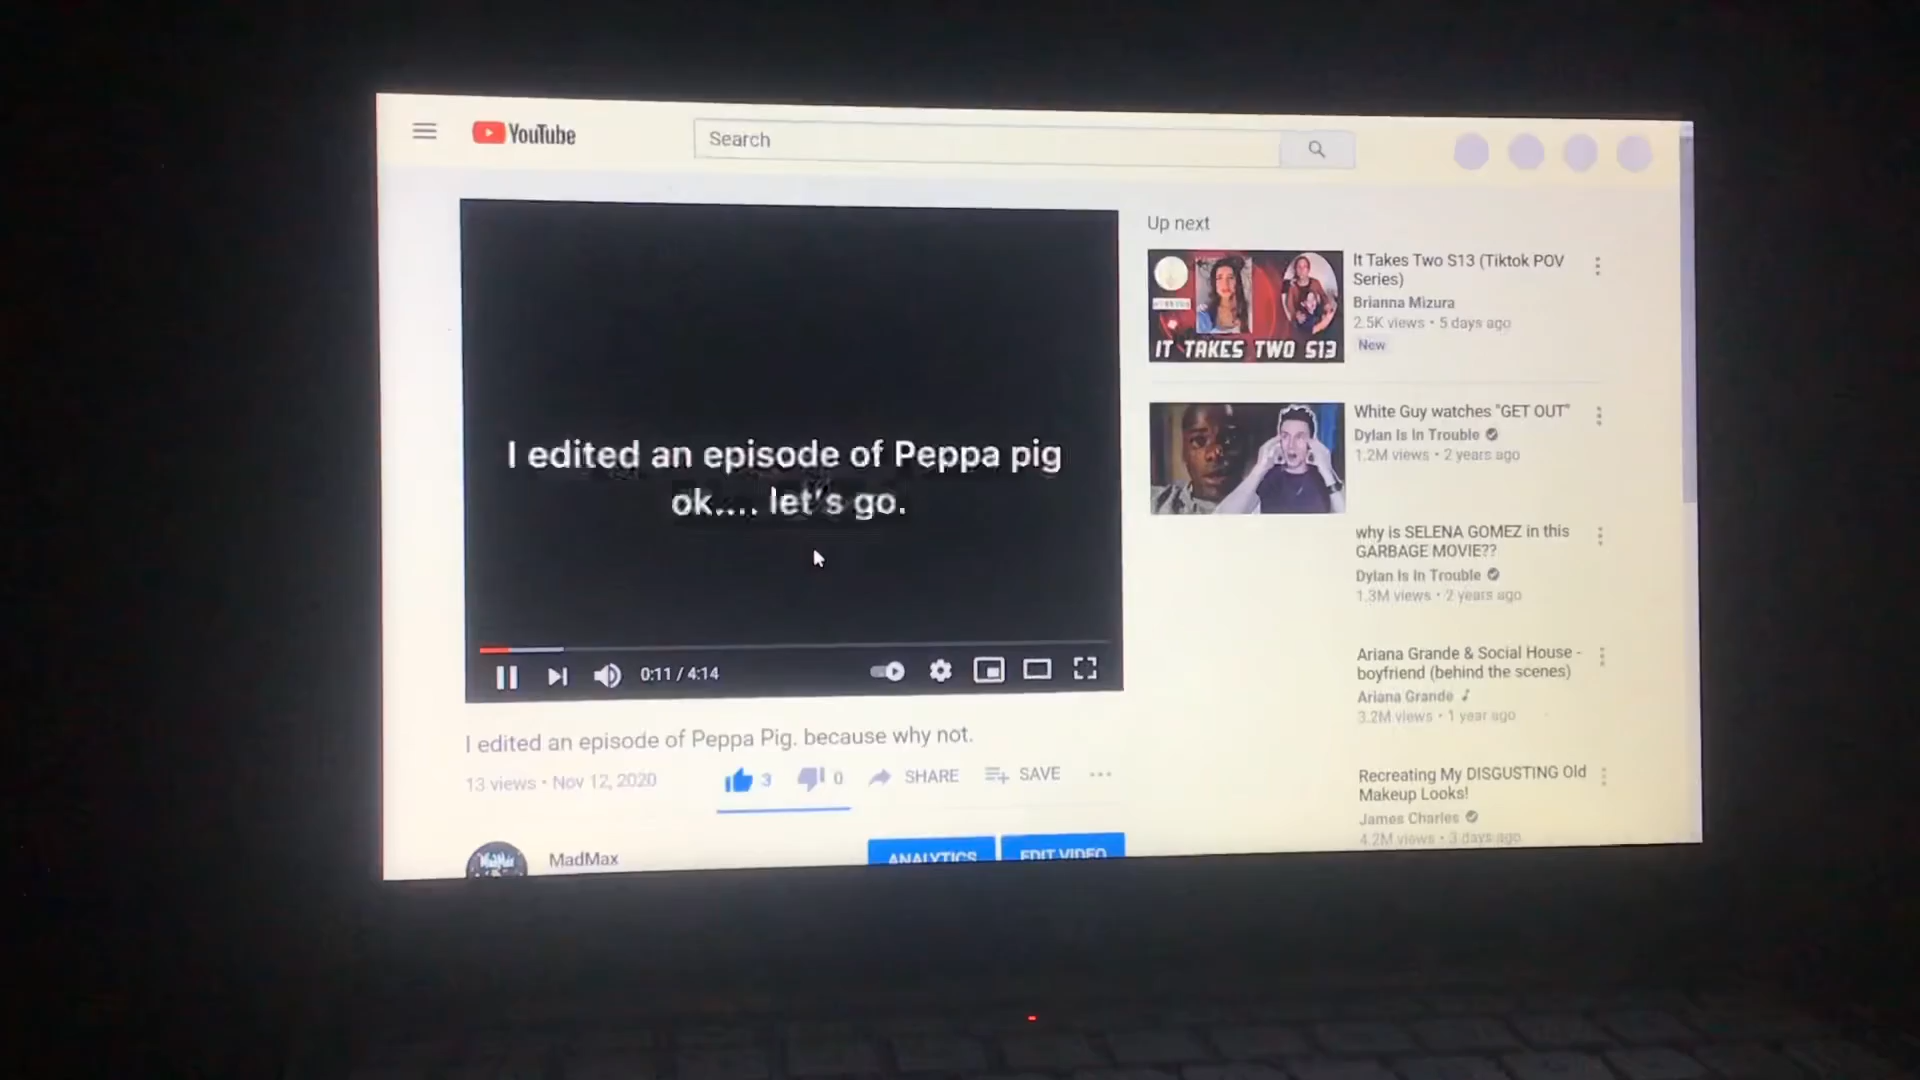 YouTube
Search
I edited an episode of Peppa pig
ok.... let's go.
0:11 / 4:14
I edited an episode of Peppa Pig. because why not.
13 views • Nov 12, 2020
3
0
SHARE
SAVE
MadMax
ANALYTICS
EDIT VIDEO
Up next
IT TAKES TWO S13
It Takes Two S13 (Tiktok POV
Series)
Brianna Mizura
2.5K views • 5 days ago
New
White Guy watches "GET OUT"
Dylan Is In Trouble
1.2M views • 2 years ago
why is SELENA GOMEZ in this
GARBAGE MOVIE??
Dylan Is In Trouble
1.3M views • 2 years ago
Ariana Grande & Social House -
boyfriend (behind the scenes)
Ariana Grande
3.2M views • 1 year ago
Recreating My DISGUSTING Old
Makeup Looks!
James Charles
4.2M views • 3 days ago